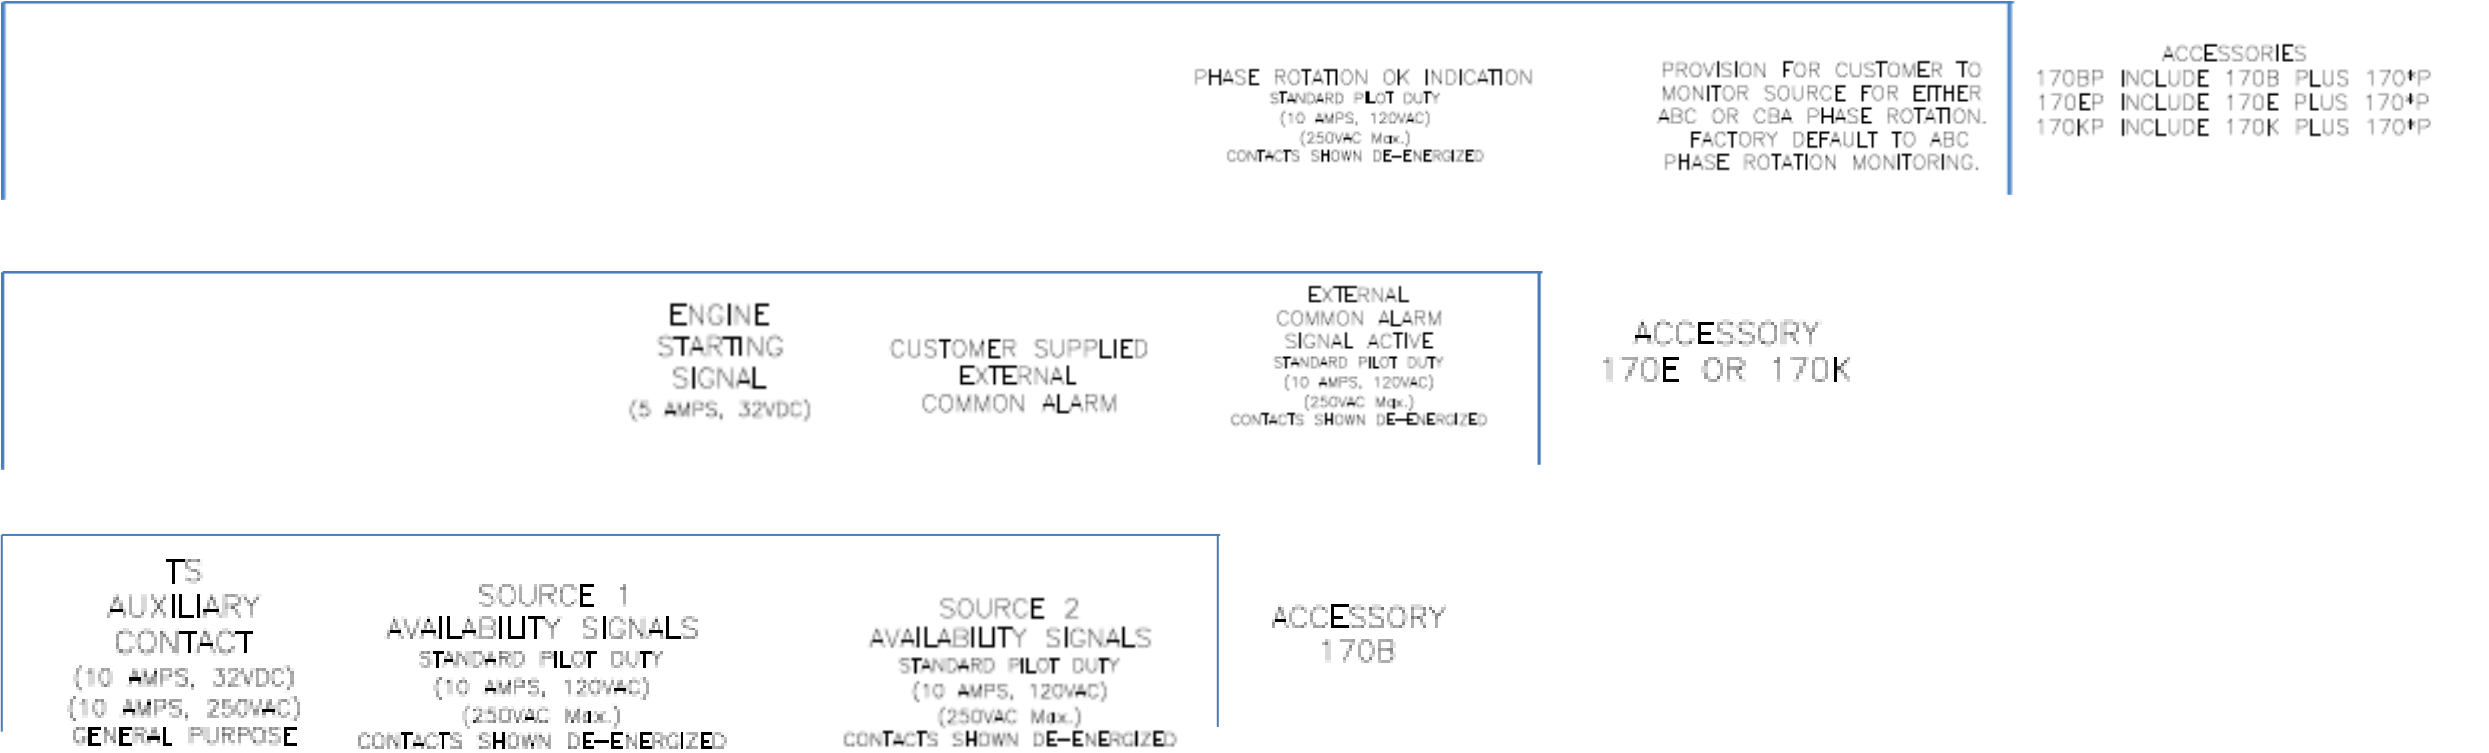 PHASE ROTATION OK INDICATION
STANDARD PILOT DUTY
(10 AMPS, 120VAC)
(250VAC Max.)
CONTACTS SHOWN DE-ENERGIZED
PROVISION FOR CUSTOMER TO
MONITOR SOURCE FOR EITHER
ABC OR CBA PHASE ROTATION.
FACTORY DEFAULT TO ABC
PHASE ROTATION MONITORING.
ACCESSORIES
170BP INCLUDE 170B PLUS 170*P
170EP INCLUDE 170E PLUS 170*P
170KP INCLUDE 170K PLUS 170*P
ENGINE
STARTING
SIGNAL
(5 AMPS, 32VDC)
CUSTOMER SUPPLIED
EXTERNAL
COMMON ALARM
EXTERNAL
COMMON ALARM
SIGNAL ACTIVE
STANDARD PILOT DUTY
(10 AMPS, 120VAC)
(250VAC Max.)
CONTACTS SHOWN DE-ENERGIZED
ACCESSORY
170E OR 170K
TS
AUXILIARY
CONTACT
(10 AMPS, 32VDC)
(10 AMPS, 250VAC)
GENERAL PURPOSE
SOURCE 1
AVAILABILITY SIGNALS
STANDARD PILOT DUTY
(10 AMPS, 120VAC)
(250VAC Max.)
CONTACTS SHOWN DE-ENERGIZED
SOURCE 2
AVAILABILITY SIGNALS
STANDARD PILOT DUTY
(10 AMPS, 120VAC)
(250VAC Max.)
CONTACTS SHOWN DE-ENERGIZED
ACCESSORY
170B